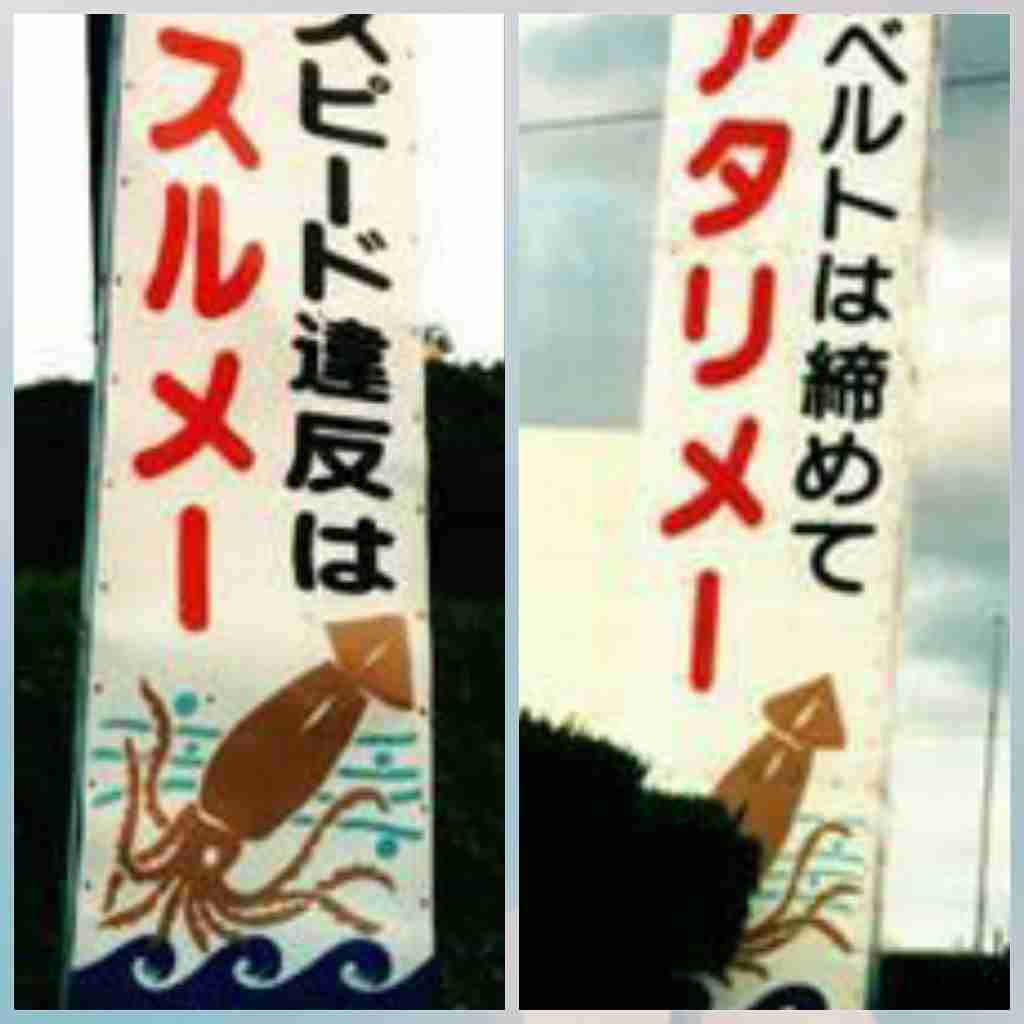 スピード違反は
スルメー
ベルトは締めて
アタリメー